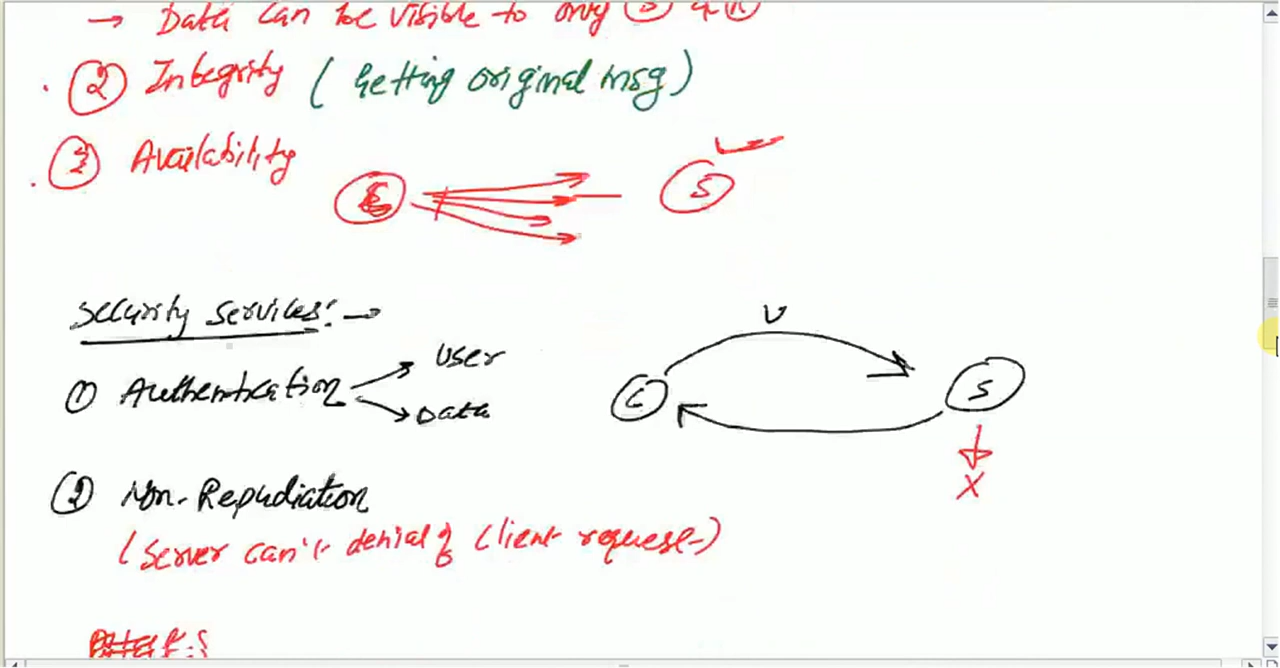 → Data can be visible to only (S) & (R)
② Integrity ( Getting original msg )
③ Availability
S
Security Services: →
① Authentication
User
Data
C
S
X
② Non-Repudiation
( Server can't denial of Client request )